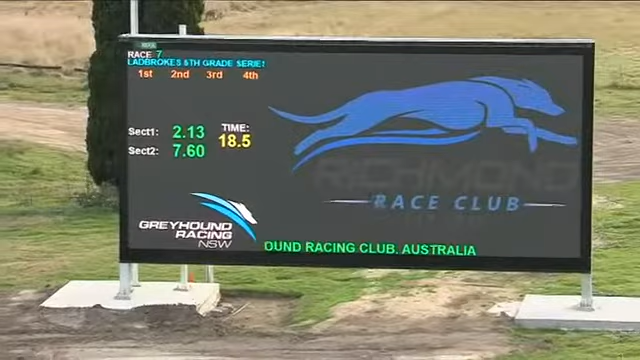 RACE 7
LADBROKES 5TH GRADE SERIES
1st 2nd 3rd 4th
Sect1: 2.13 TIME:
Sect2: 7.60 18.5
RICHMOND
RACE CLUB
GREYHOUND
RACING
NSW
OUND RACING CLUB, AUSTRALIA